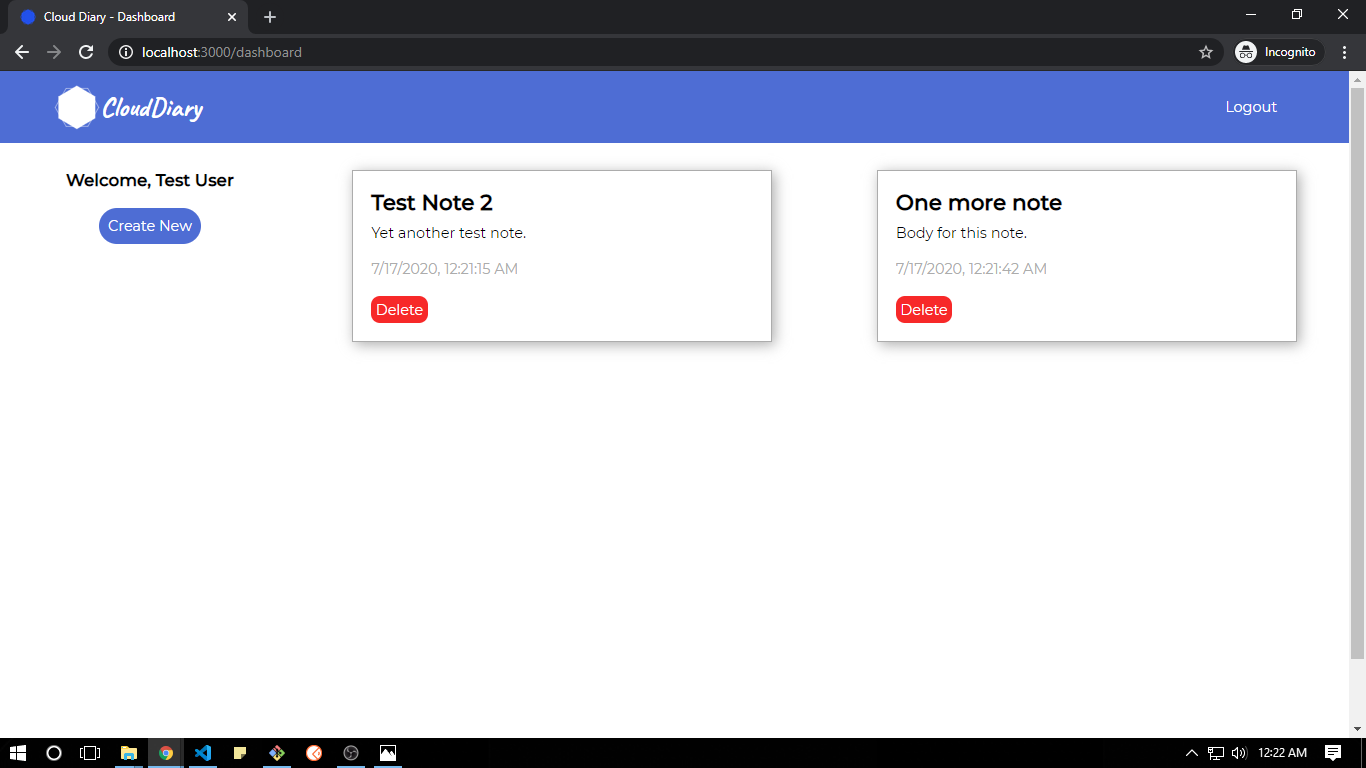 Cloud Diary - Dashboard
localhost:3000/dashboard
Incognito
CloudDiary
Logout
Welcome, Test User
Create New
Test Note 2
Yet another test note.
7/17/2020, 12:21:15 AM
Delete
One more note
Body for this note.
7/17/2020, 12:21:42 AM
Delete
12:22 AM